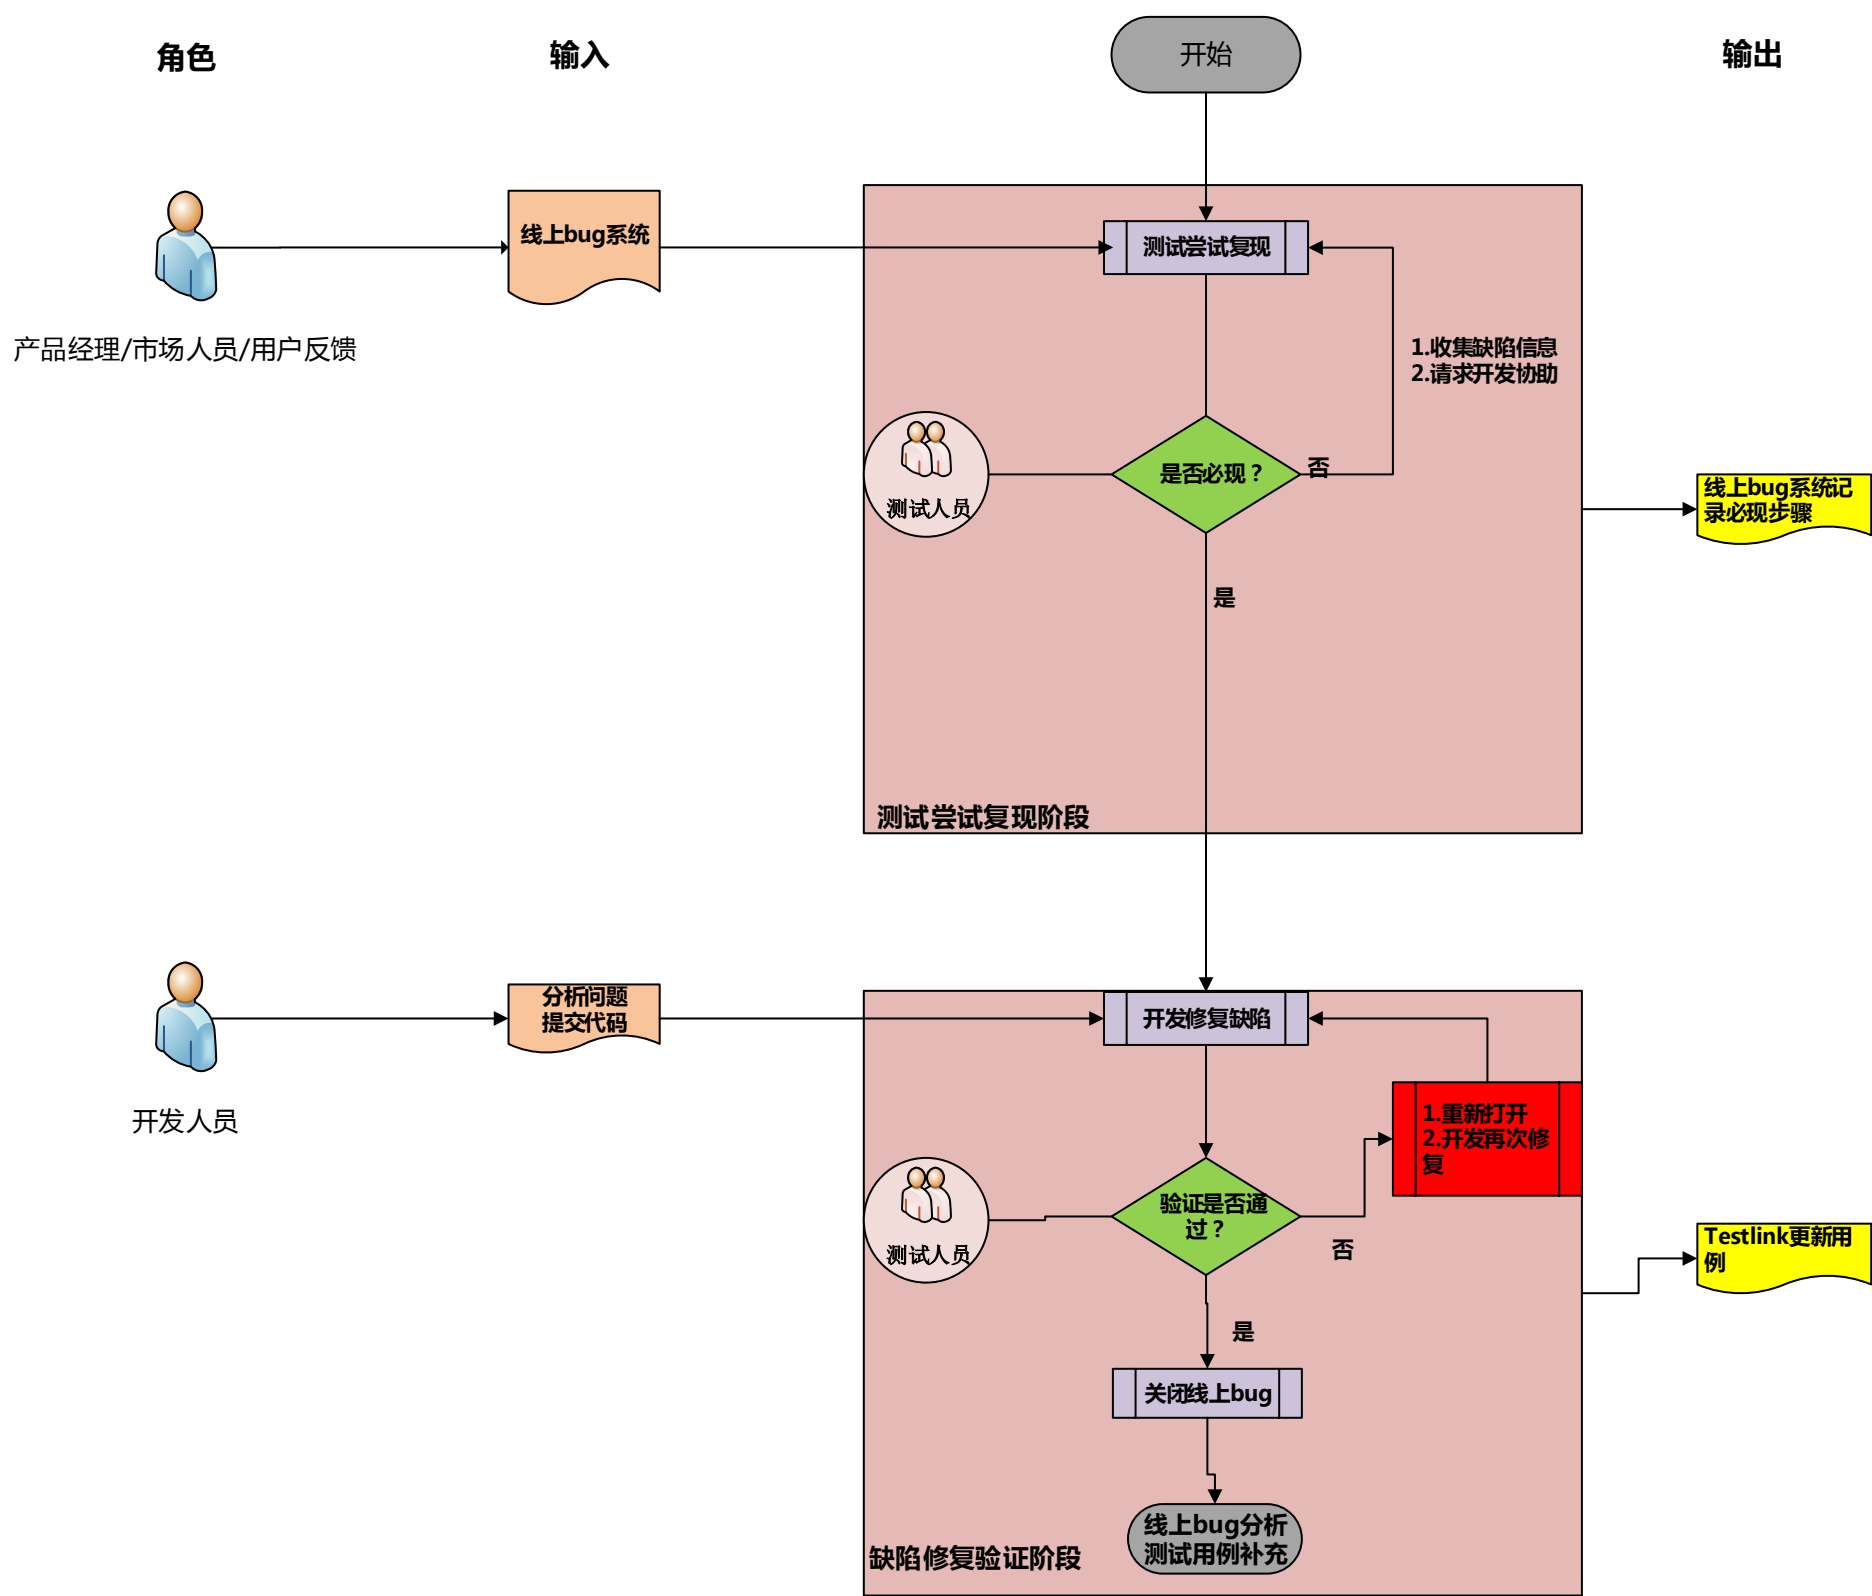 角色
输入
开始
输出
线上bug系统
测试尝试复现
产品经理/市场人员/用户反馈
1.收集缺陷信息
2.请求开发协助
是否必现？
否
测试人员
线上bug系统记
录必现步骤
是
测试尝试复现阶段
分析问题
提交代码
开发修复缺陷
开发人员
1.重新打开
2.开发再次修
复
验证是否通
过？
否
测试人员
Testlink更新用
例
是
关闭线上bug
线上bug分析
测试用例补充
缺陷修复验证阶段